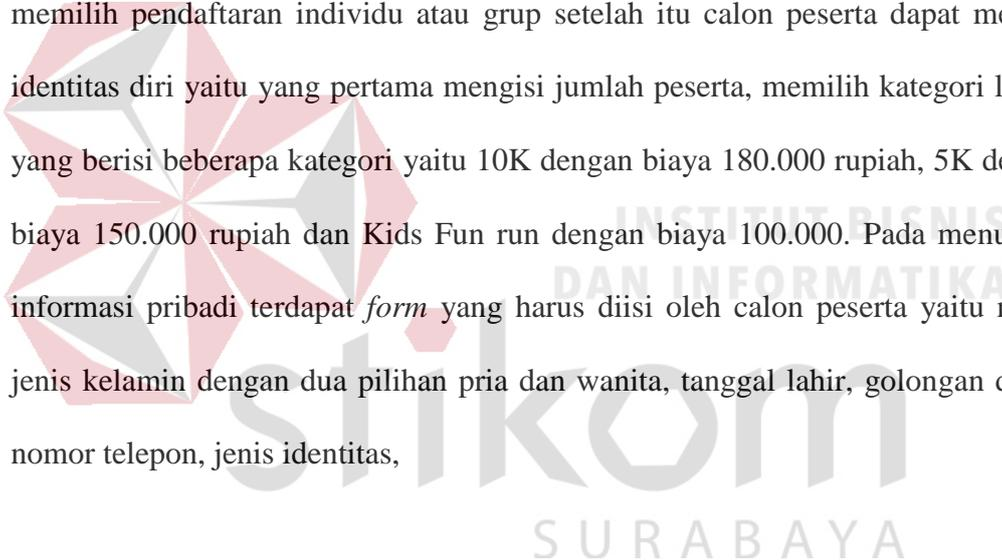 memilih pendaftaran individu atau grup setelah itu calon peserta dapat
identitas diri yaitu yang pertama mengisi jumlah peserta, memilih kategori
yang berisi beberapa kategori yaitu 10K dengan biaya 180.000 rupiah, 5K
biaya 150.000 rupiah dan Kids Fun run dengan biaya 100.000. Pada menu
informasi pribadi terdapat form yang harus diisi oleh calon peserta yaitu
jenis kelamin dengan dua pilihan pria dan wanita, tanggal lahir, golongan
nomor telepon, jenis identitas,
INSTITUT BISNIS
DAN INFORMATIKA
stikom
SURABAYA